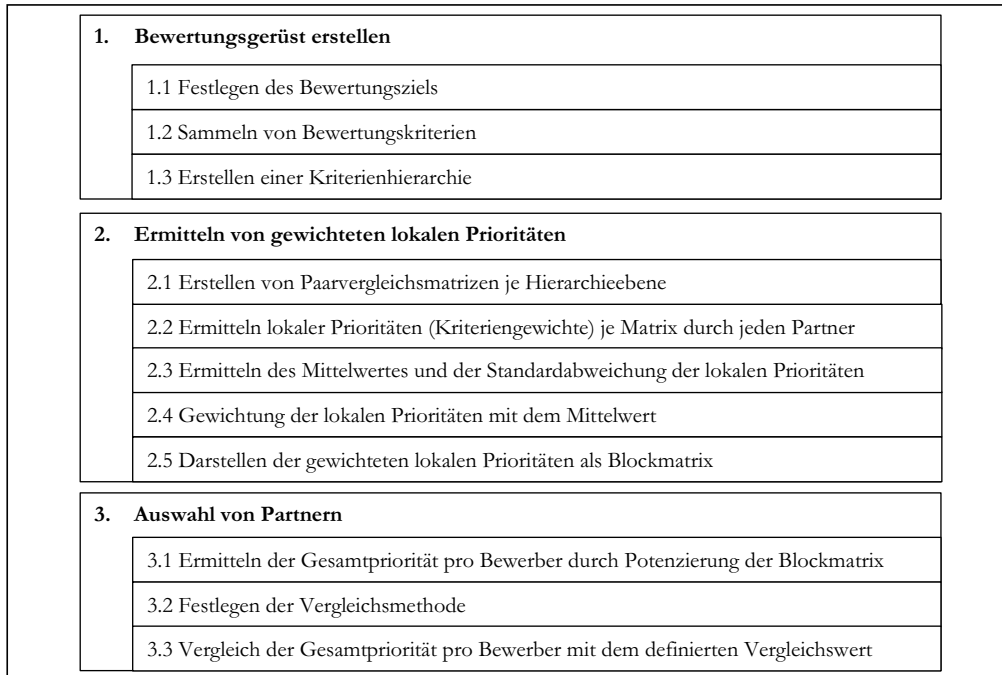 1. Bewertungsgerüst erstellen
1.1 Festlegen des Bewertungsziels
1.2 Sammeln von Bewertungskriterien
1.3 Erstellen einer Kriterienhierarchie
2. Ermitteln von gewichteten lokalen Prioritäten
2.1 Erstellen von Paarvergleichsmatrizen je Hierarchieebene
2.2 Ermitteln lokaler Prioritäten (Kriteriengewichte) je Matrix durch jeden Partner
2.3 Ermitteln des Mittelwertes und der Standardabweichung der lokalen Prioritäten
2.4 Gewichtung der lokalen Prioritäten mit dem Mittelwert
2.5 Darstellen der gewichteten lokalen Prioritäten als Blockmatrix
3. Auswahl von Partnern
3.1 Ermitteln der Gesamtpriorität pro Bewerber durch Potenzierung der Blockmatrix
3.2 Festlegen der Vergleichsmethode
3.3 Vergleich der Gesamtpriorität pro Bewerber mit dem definierten Vergleichswert